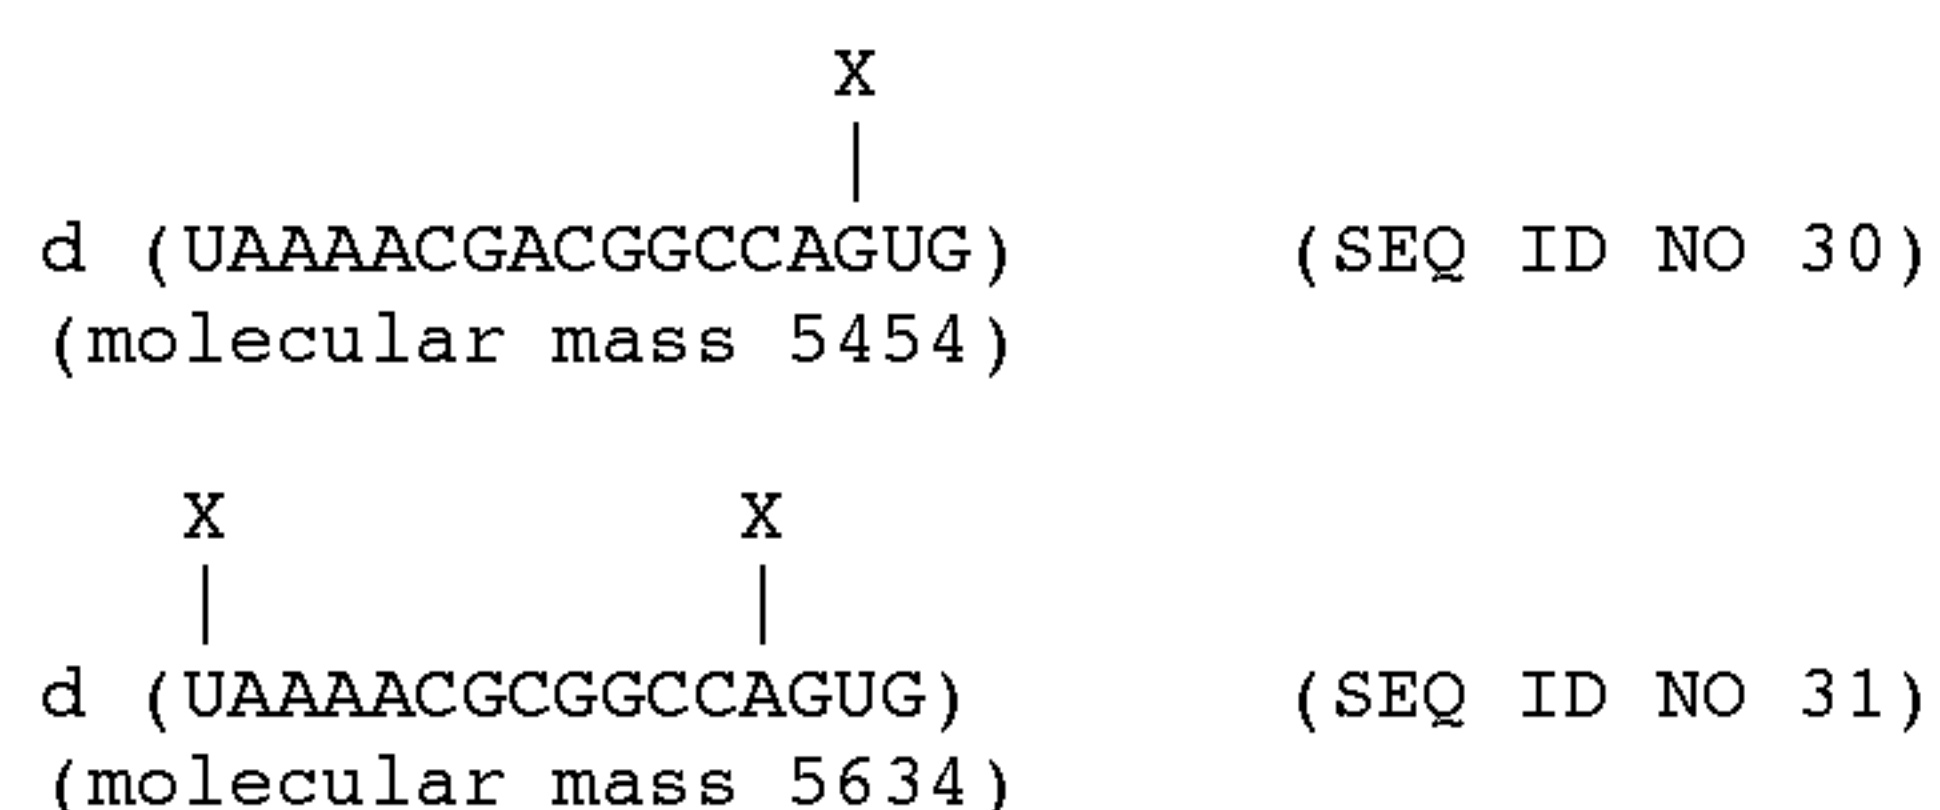 X
|
d (UAAAACGACGGCCAGUG) (SEQ ID NO 30)
(molecular mass 5454)
X X
| |
d (UAAAACGCGGCCAGUG) (SEQ ID NO 31)
(molecular mass 5634)